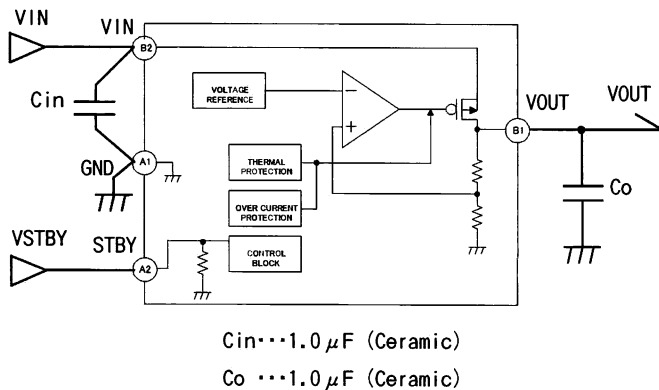 VIN
VIN
B2
VOLTAGE
REFERENCE
Cin
−
+
VOUT
VOUT
B1
GND
A1
THERMAL
PROTECTION
OVER CURRENT
PROTECTION
Co
VSTBY
STBY
A2
CONTROL
BLOCK
Cin･･･1.0μF (Ceramic)
Co ･･･1.0μF (Ceramic)